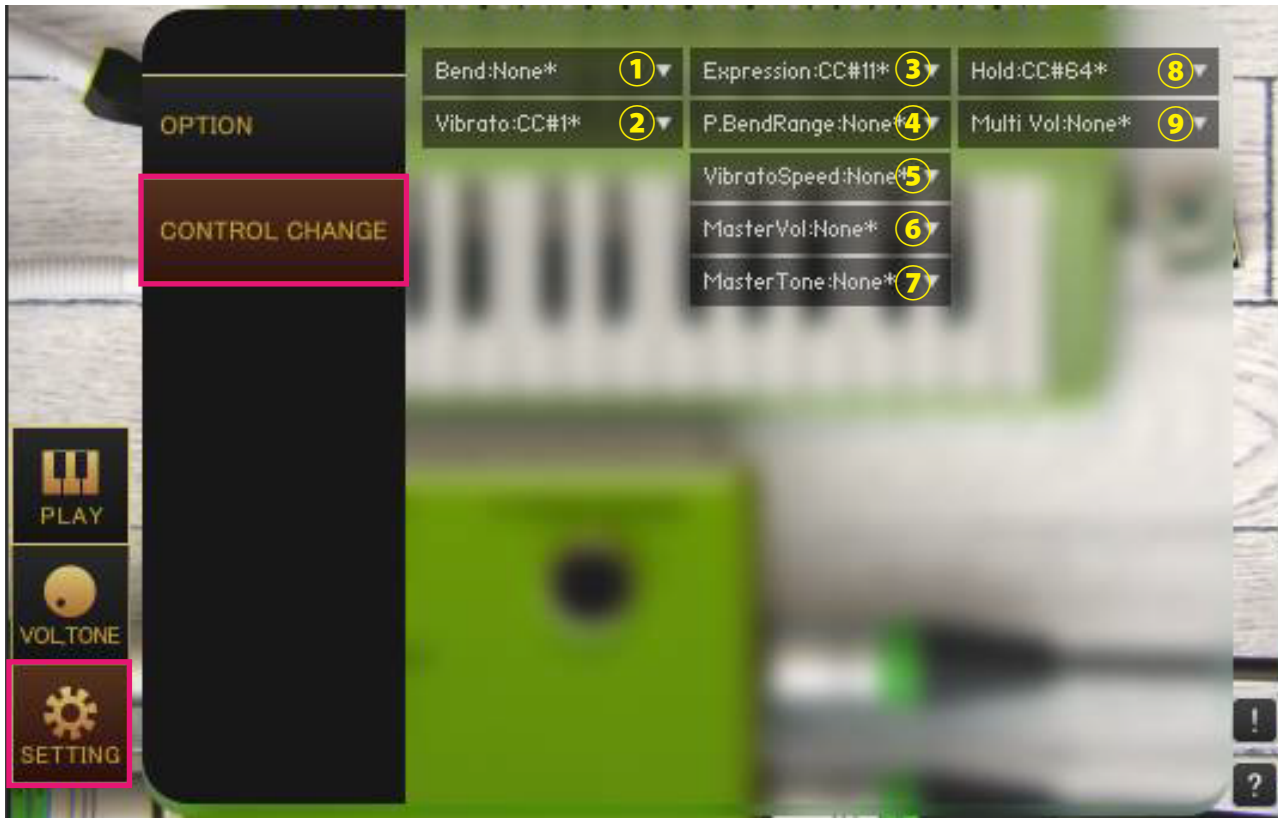 Bend:None* ①▼
Expression:CC#11* ③▼
Hold:CC#64* ⑧▼
OPTION
Vibrato:CC#1* ②▼
P.BendRange:None* ④▼
Multi Vol:None* ⑨▼
VibratoSpeed:None* ⑤▼
CONTROL CHANGE
MasterVol:None* ⑥▼
MasterTone:None* ⑦▼
PLAY
VOL.TONE
SETTING
!
?